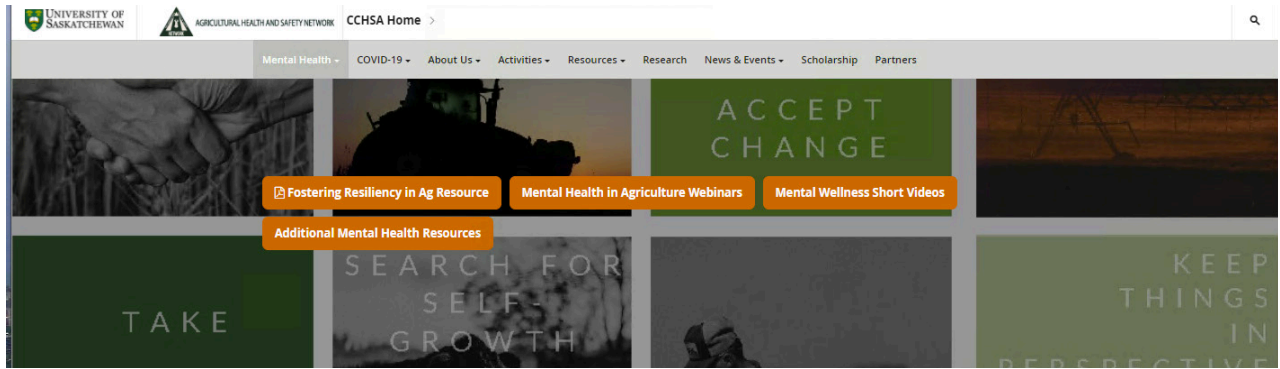 UNIVERSITY OF
SASKATCHEWAN
NETWORK
AGRICULTURAL HEALTH AND SAFETY NETWORK
CCHSA Home >
Mental Health
COVID-19
About Us
Activities
Resources
Research
News & Events
Scholarship
Partners
ACCEPT
CHANGE
Fostering Resiliency in Ag Resource
Mental Health in Agriculture Webinars
Mental Wellness Short Videos
Additional Mental Health Resources
TAKE
SEARCH FOR
SELF-
GROWTH
KEEP
THINGS
IN
PERSPECTIVE